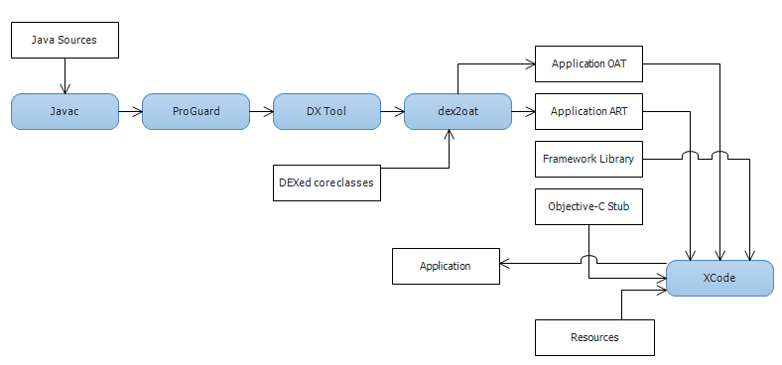 Java Sources
Javac
ProGuard
DX Tool
dex2oat
Application OAT
Application ART
Framework Library
DEXed coreclasses
Objective-C Stub
Application
XCode
Resources